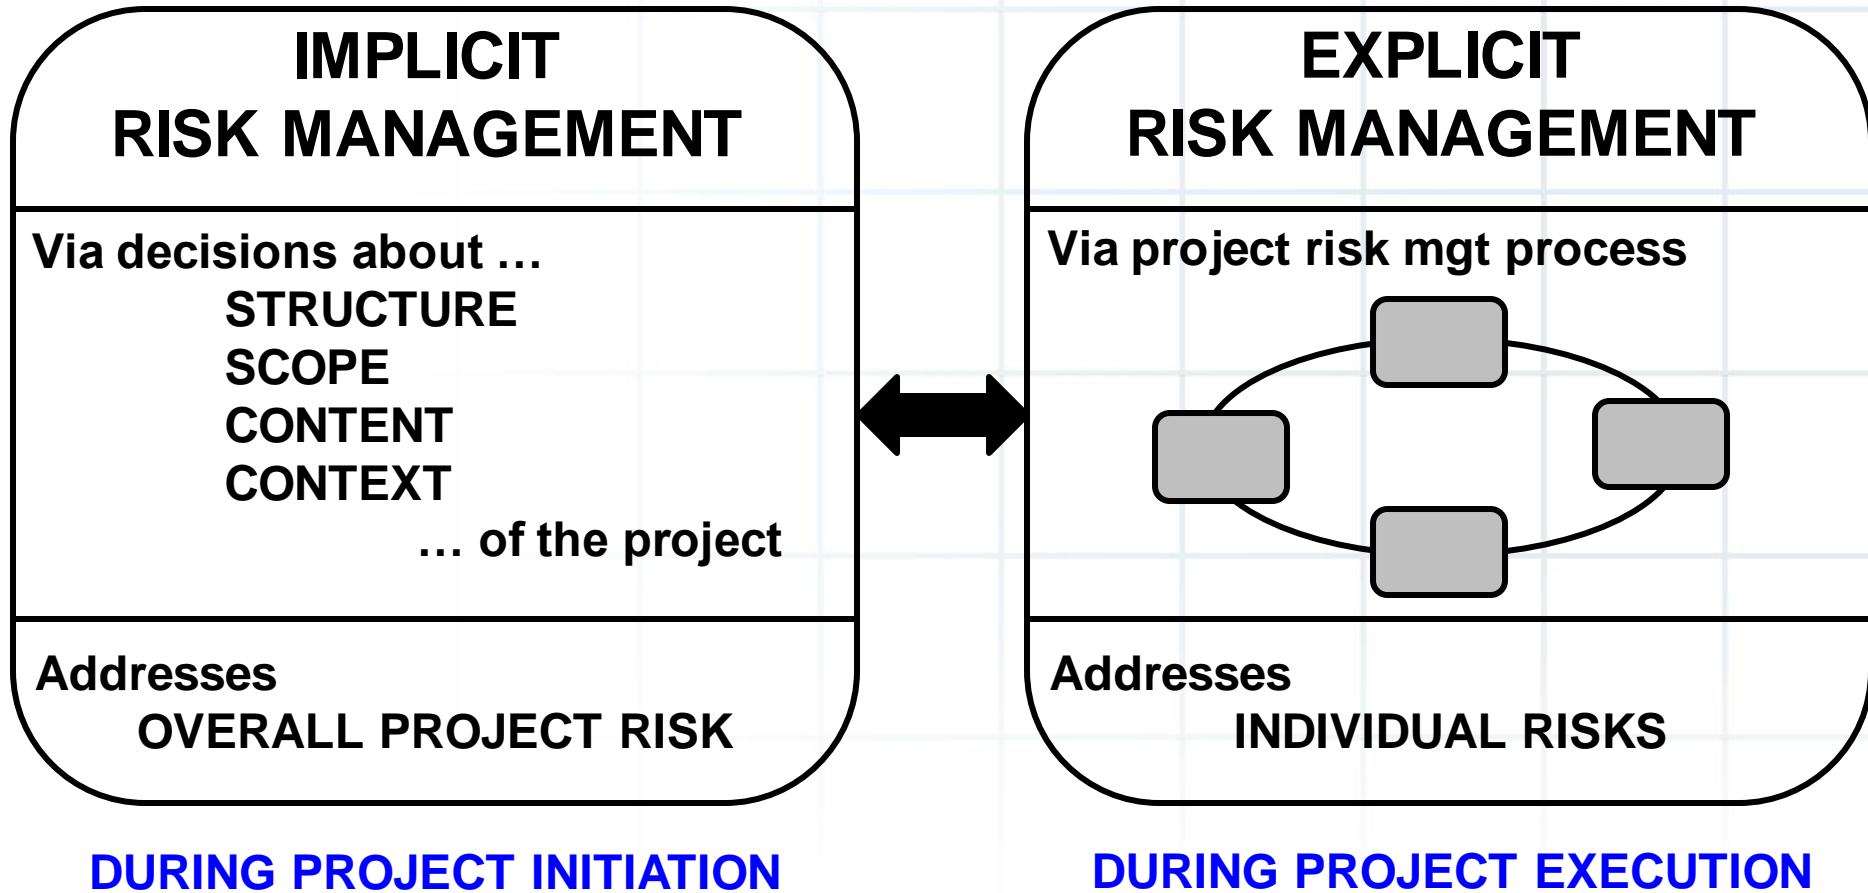 IMPLICIT
RISK MANAGEMENT
Via decisions about …
STRUCTURE
SCOPE
CONTENT
CONTEXT
… of the project
Addresses
OVERALL PROJECT RISK
DURING PROJECT INITIATION
EXPLICIT
RISK MANAGEMENT
Via project risk mgt process
Addresses
INDIVIDUAL RISKS
DURING PROJECT EXECUTION